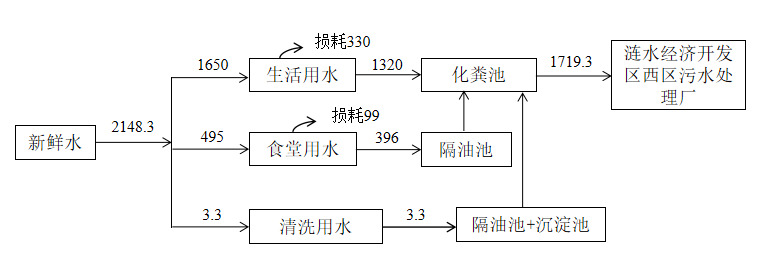 损耗330
1650
生活用水
1320
化粪池
1719.3
涟水经济开发
区西区污水处
理厂
新鲜水
2148.3
损耗99
495
食堂用水
396
隔油池
3.3
清洗用水
3.3
隔油池+沉淀池